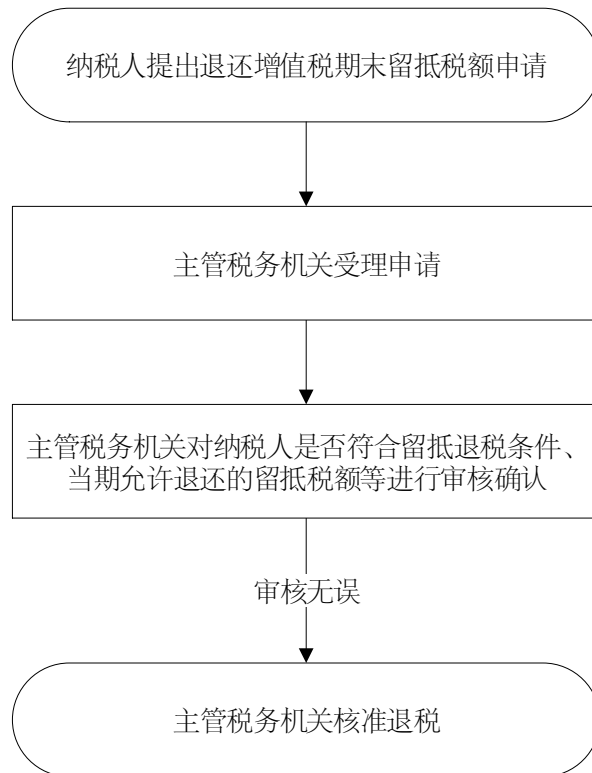 纳税人提出退还增值税期末留抵税额申请
主管税务机关受理申请
主管税务机关对纳税人是否符合留抵退税条件、
当期允许退还的留抵税额等进行审核确认
审核无误
主管税务机关核准退税